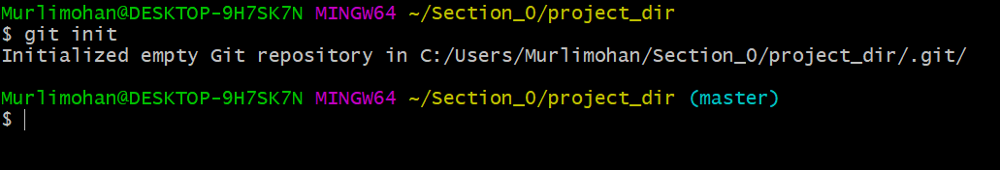 Murlimohan@DESKTOP-9H7SK7N MINGW64 ~/Section_0/project_dir
$ git init
Initialized empty Git repository in C:/Users/Murlimohan/Section_0/project_dir/.git/
Murlimohan@DESKTOP-9H7SK7N MINGW64 ~/Section_0/project_dir (master)
$